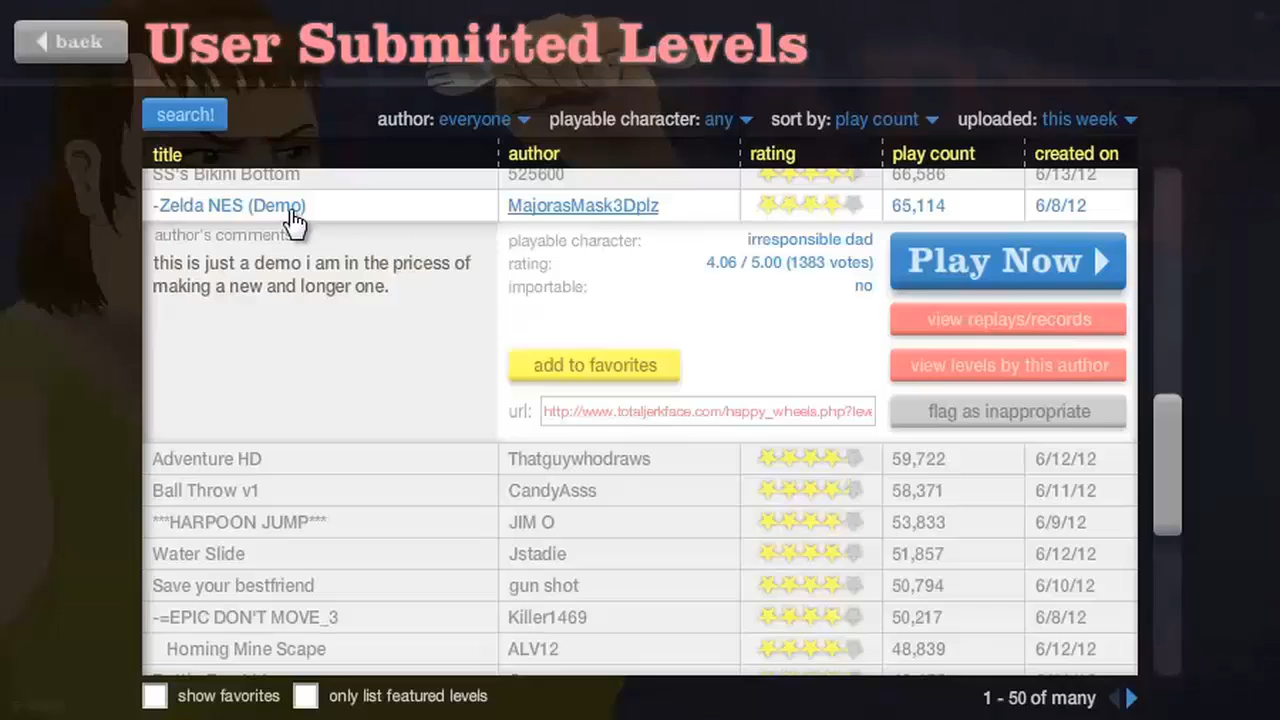 back
User Submitted Levels
search!
author: everyone playable character: any sort by: play count uploaded: this week
title author rating play count created on
SS's Bikini Bottom 525600 66,586 6/13/12
-Zelda NES (Demo) MajorasMask3Dplz 65,114 6/8/12
author's comments
this is just a demo i am in the pricess of
making a new and longer one.
playable character: irresponsible dad
rating: 4.06 / 5.00 (1383 votes)
importable: no
add to favorites
url: http://www.totaljerkface.com/happy_wheels.php?leve
Play Now
view replays/records
view levels by this author
flag as inappropriate
Adventure HD Thatguywhodraws 59,722 6/12/12
Ball Throw v1 CandyAsss 58,371 6/11/12
***HARPOON JUMP*** JIM O 53,833 6/9/12
Water Slide Jstadie 51,857 6/12/12
Save your bestfriend gun shot 50,794 6/10/12
-=EPIC DON'T MOVE_3 Killer1469 50,217 6/8/12
Homing Mine Scape ALV12 48,839 6/12/12
show favorites only list featured levels 1 - 50 of many